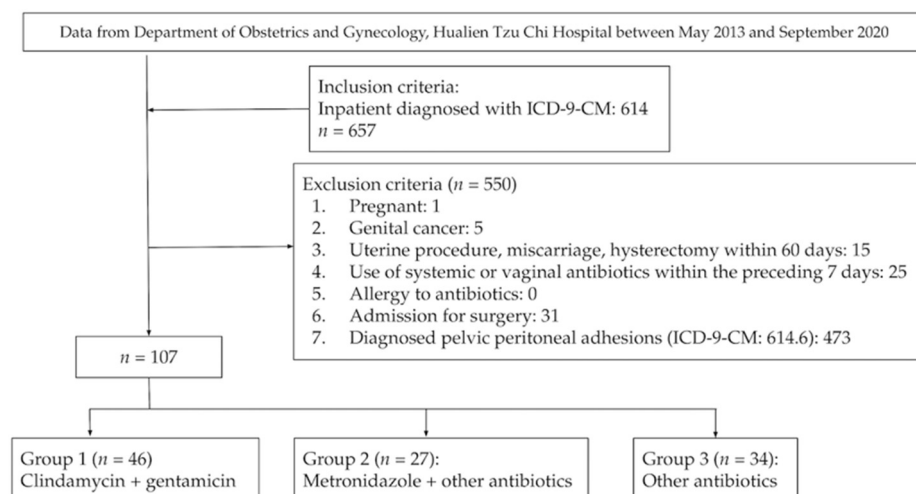 Data from Department of Obstetrics and Gynecology, Hualien Tzu Chi Hospital between May 2013 and September 2020
Inclusion criteria:
Inpatient diagnosed with ICD-9-CM: 614
n = 657
Exclusion criteria (n = 550)
1. Pregnant: 1
2. Genital cancer: 5
3. Uterine procedure, miscarriage, hysterectomy within 60 days: 15
4. Use of systemic or vaginal antibiotics within the preceding 7 days: 25
5. Allergy to antibiotics: 0
6. Admission for surgery: 31
7. Diagnosed pelvic peritoneal adhesions (ICD-9-CM: 614.6): 473
n = 107
Group 1 (n = 46)
Clindamycin + gentamicin
Group 2 (n = 27):
Metronidazole + other antibiotics
Group 3 (n = 34):
Other antibiotics